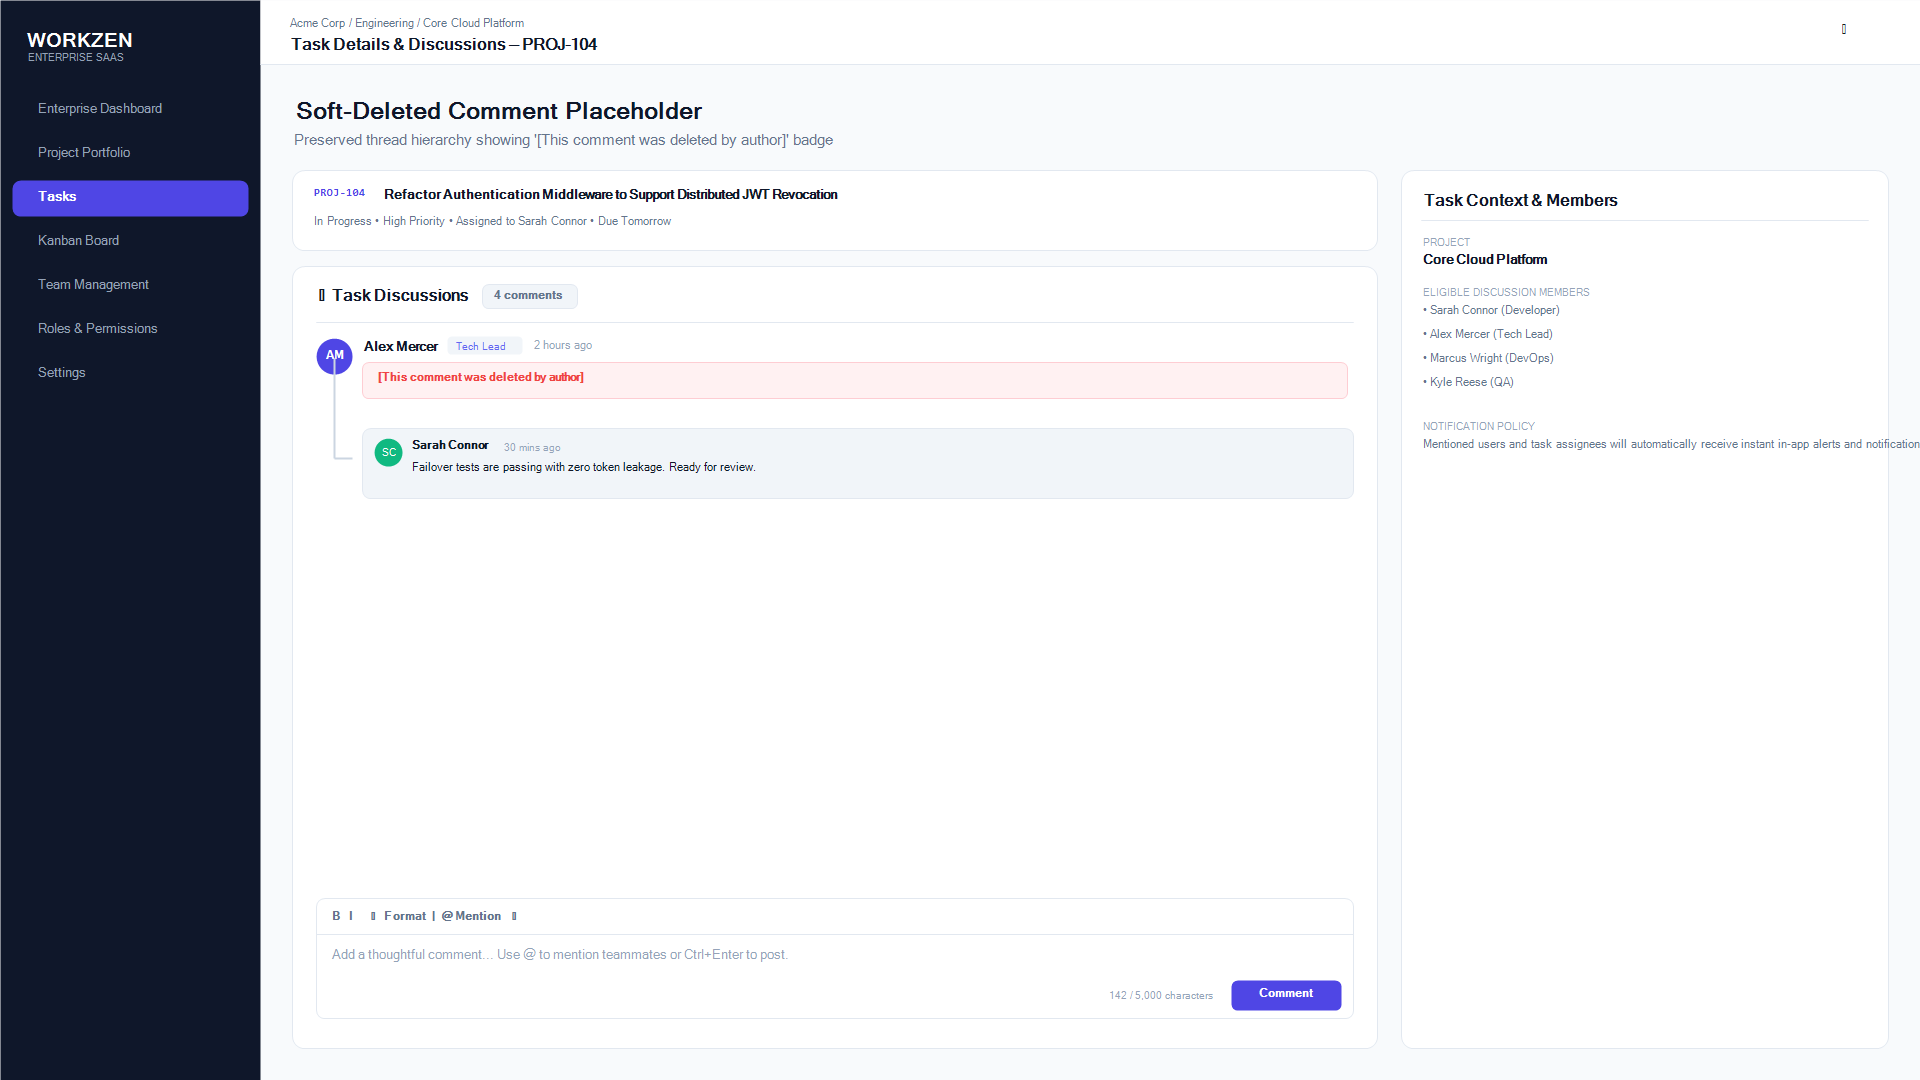 WORKZEN
ENTERPRISE SAAS
Enterprise Dashboard
Project Portfolio
Tasks
Kanban Board
Team Management
Roles & Permissions
Settings
Acme Corp / Engineering / Core Cloud Platform
Task Details & Discussions – PROJ-104
Soft-Deleted Comment Placeholder
Preserved thread hierarchy showing '[This comment was deleted by author]' badge
PROJ-104 Refactor Authentication Middleware to Support Distributed JWT Revocation
In Progress • High Priority • Assigned to Sarah Connor • Due Tomorrow
Task Discussions 4 comments
AM Alex Mercer Tech Lead 2 hours ago
[This comment was deleted by author]
SC Sarah Connor 30 mins ago
Failover tests are passing with zero token leakage. Ready for review.
B I Format | @Mention
Add a thoughtful comment... Use @ to mention teammates or Ctrl+Enter to post.
142 / 5,000 characters Comment
Task Context & Members
PROJECT
Core Cloud Platform
ELIGIBLE DISCUSSION MEMBERS
• Sarah Connor (Developer)
• Alex Mercer (Tech Lead)
• Marcus Wright (DevOps)
• Kyle Reese (QA)
NOTIFICATION POLICY
Mentioned users and task assignees will automatically receive instant in-app alerts and notification